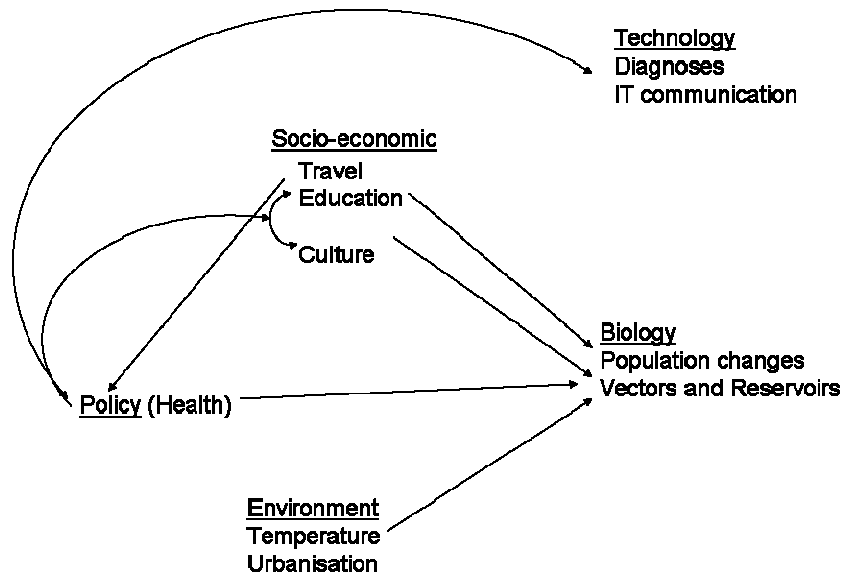 Technology
Diagnoses
IT communication
Socio-economic
Travel
Education
Culture
Biology
Population changes
Vectors and Reservoirs
Policy (Health)
Environment
Temperature
Urbanisation